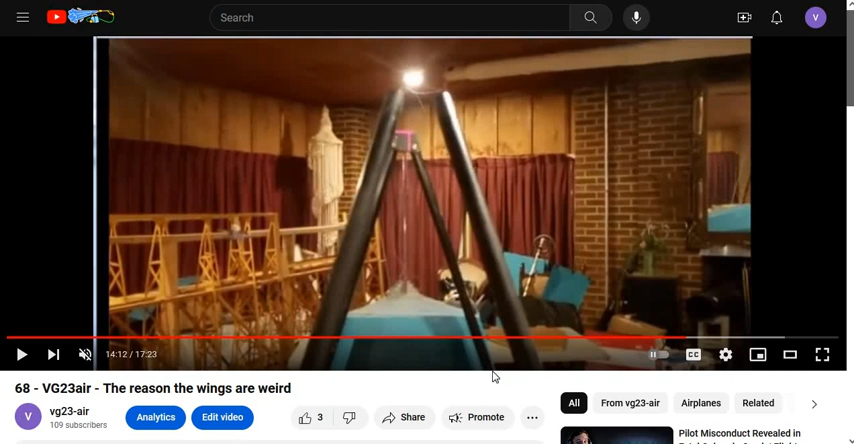 Search
V
14:12 / 17:23
CC
68 - VG23air - The reason the wings are weird
V
vg23-air
109 subscribers
Analytics
Edit video
3
Share
Promote
All
From vg23-air
Airplanes
Related
Pilot Misconduct Revealed in